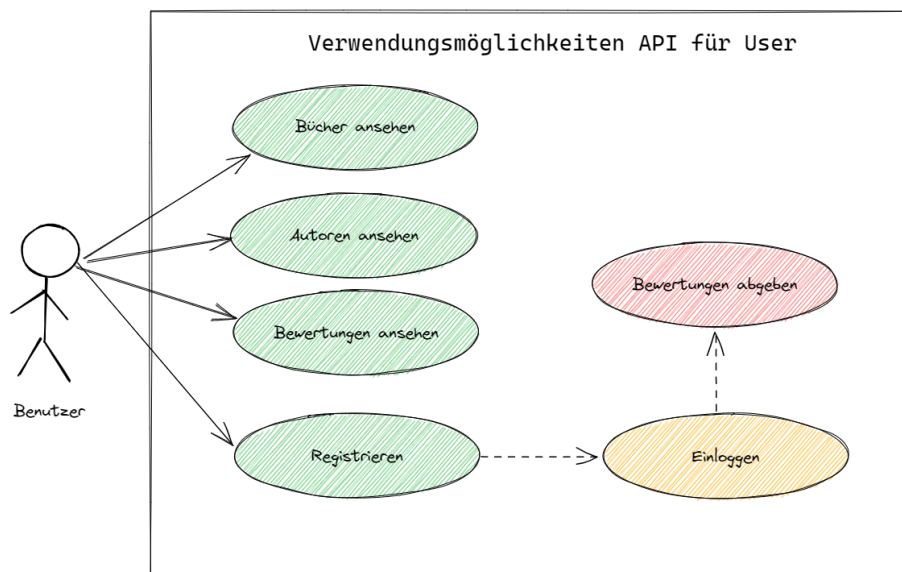 Verwendungsmöglichkeiten API für User
Bücher ansehen
Autoren ansehen
Bewertungen abgeben
Bewertungen ansehen
Benutzer
Registrieren
Einloggen